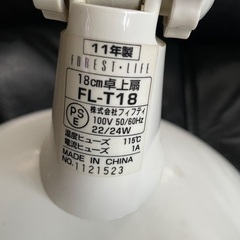 11年製
FOREST・LIFE
18cm卓上扇
FL-T18
PSE 株式会社フィフティ
100V 50/60Hz
22/24W
温度ヒューズ 115℃
電流ヒューズ 1A
MADE IN CHINA
NO.1121523